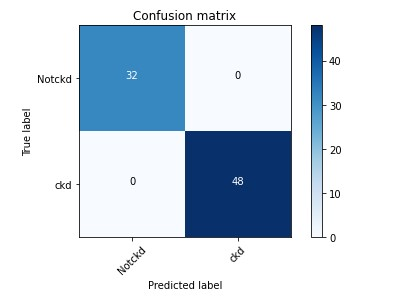 Confusion matrix
True label
Notckd
32
0
ckd
0
48
Notckd
ckd
Predicted label
40
30
20
10
0